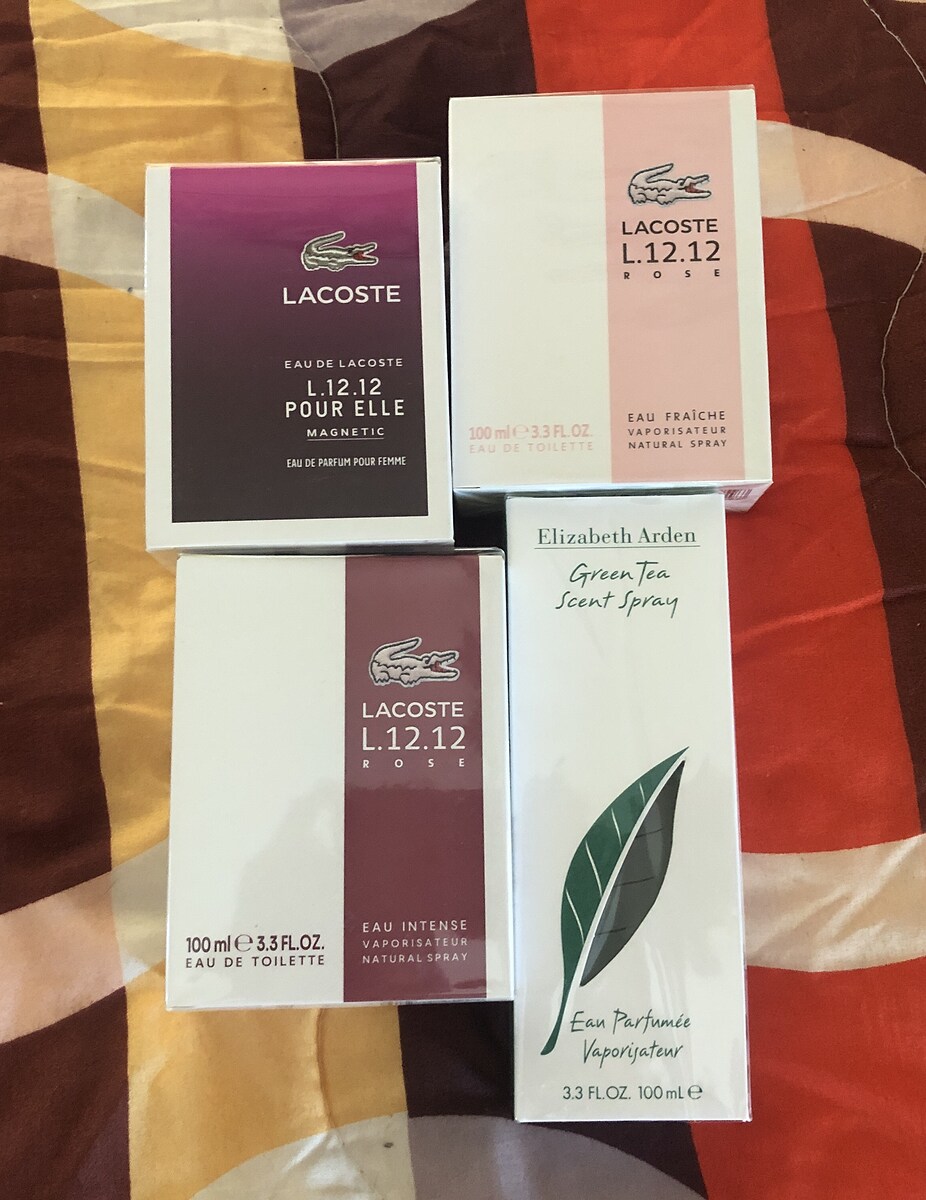 LACOSTE
EAU DE LACOSTE
L.12.12
POUR ELLE
MAGNETIC
EAU DE PARFUM POUR FEMME
LACOSTE
L.12.12
ROSE
100 ml e 3.3 FL.OZ.
EAU DE TOILETTE
EAU FRAÎCHE
VAPORISATEUR
NATURAL SPRAY
LACOSTE
L.12.12
ROSE
100 ml e 3.3 FL.OZ.
EAU DE TOILETTE
EAU INTENSE
VAPORISATEUR
NATURAL SPRAY
Elizabeth Arden
Green Tea
Scent Spray
Eau Parfumée
Vaporisateur
3.3 FL.OZ. 100 mL e